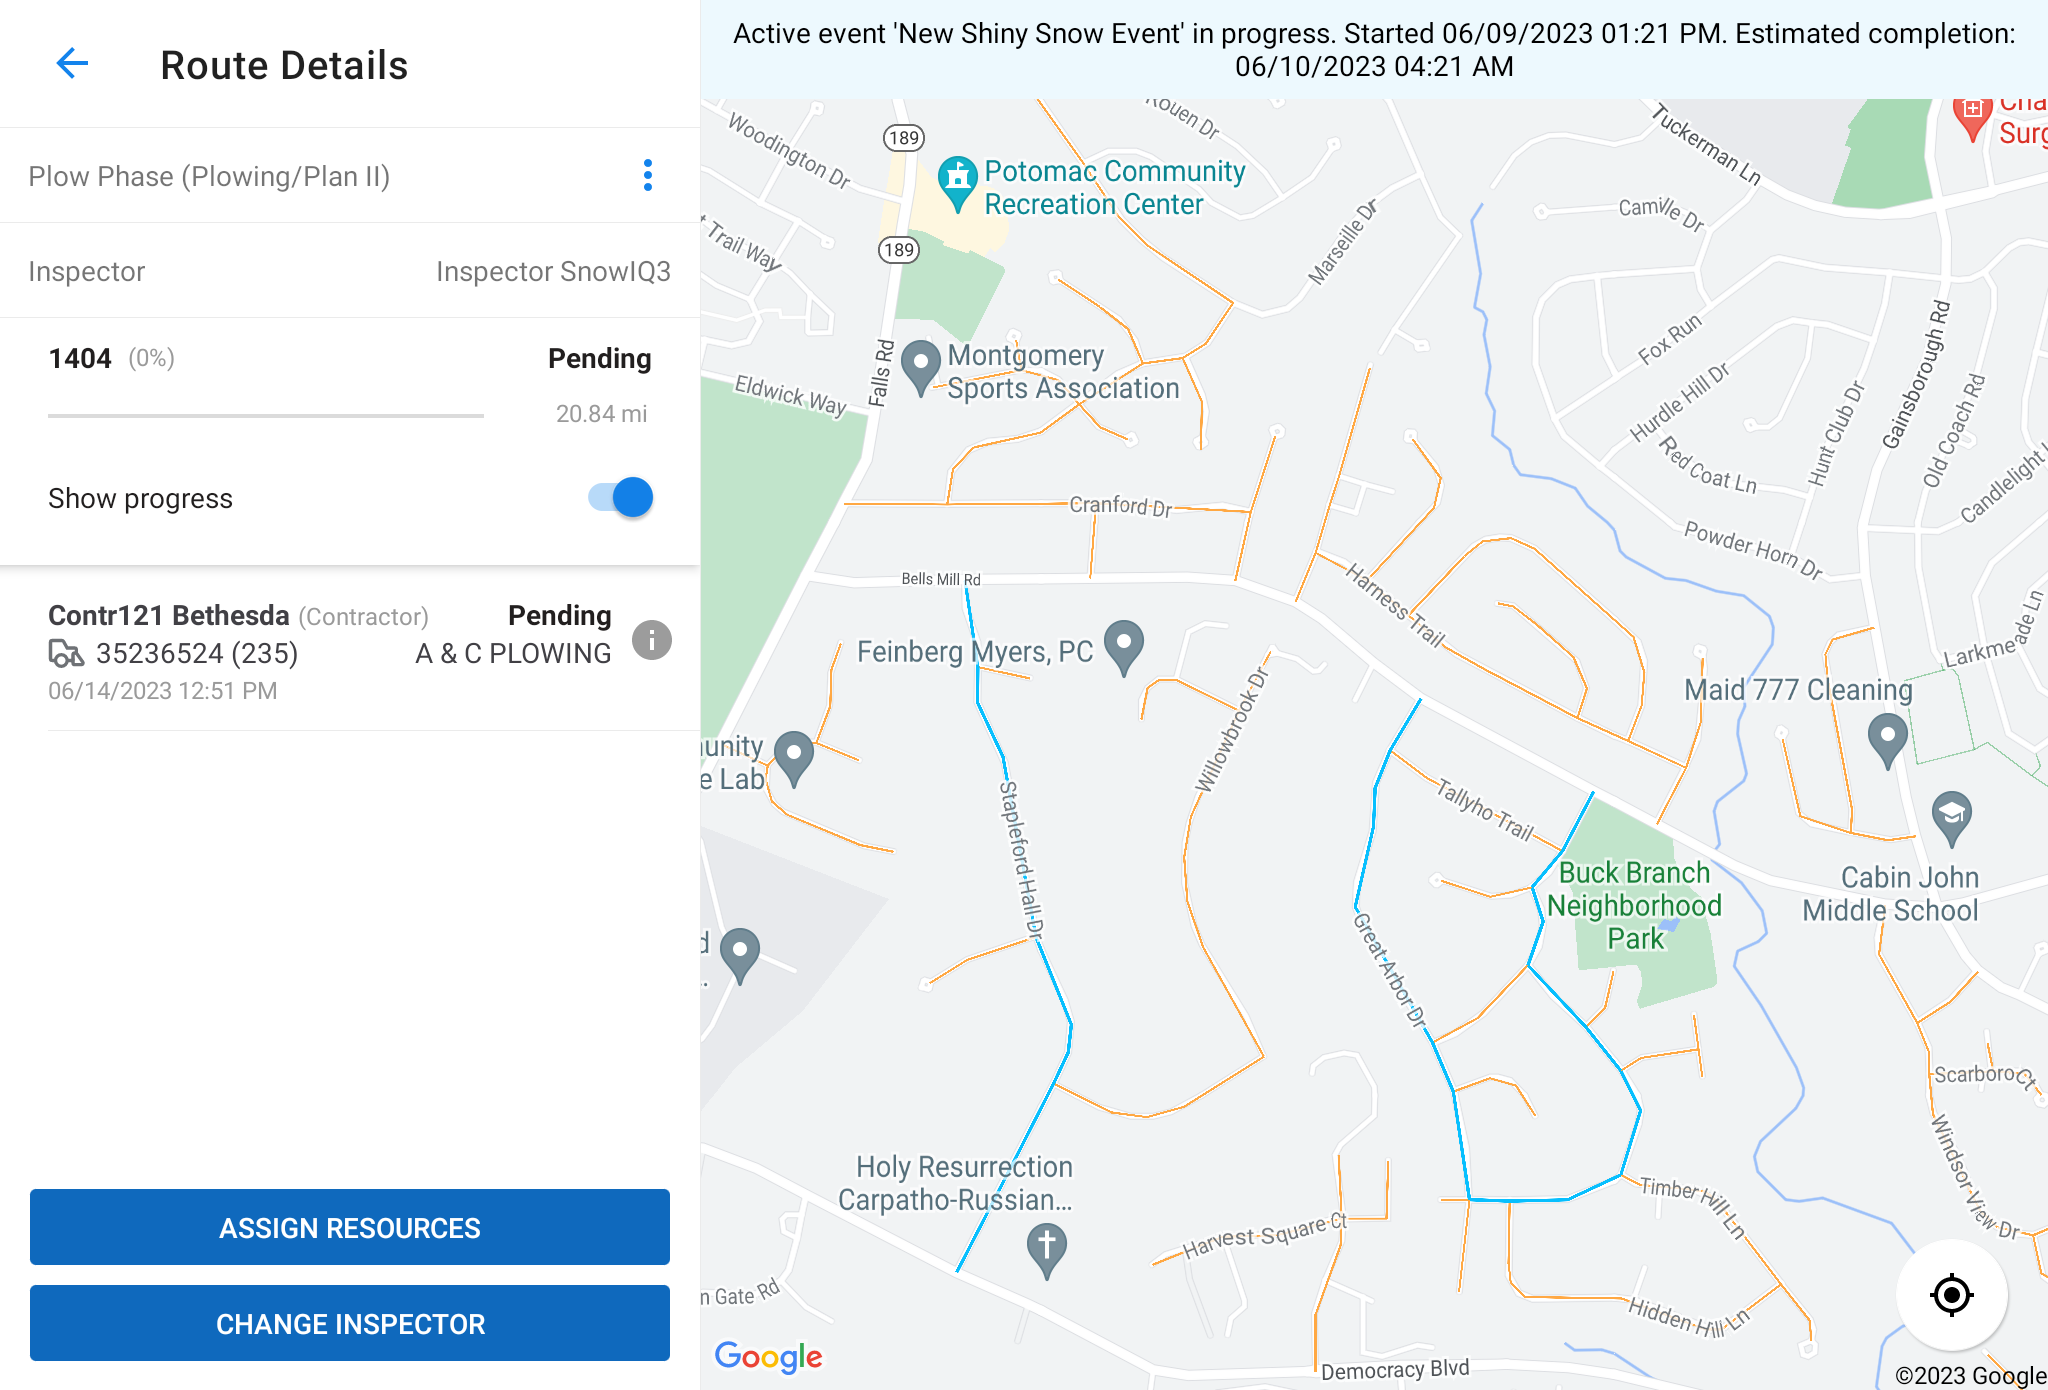 Route Details
Plow Phase (Plowing/Plan II)
Inspector
Inspector SnowIQ3
1404 (0%)
Pending
20.84 mi
Show progress
Contr121 Bethesda (Contractor)
Pending
35236524 (235)
A & C PLOWING
06/14/2023 12:51 PM
ASSIGN RESOURCES
CHANGE INSPECTOR
Active event 'New Shiny Snow Event' in progress. Started 06/09/2023 01:21 PM. Estimated completion:
06/10/2023 04:21 AM
Woodington Dr
189
Rouen Dr
Tuckerman Ln
Potomac Community
Recreation Center
Camille Dr
Trail Way
189
Marseille Dr
Gainsborough Rd
Fox Run
Falls Rd
Montgomery
Sports Association
Eldwick Way
Hurdle Hill Dr
Hunt Club Dr
Old Coach Rd
Red Coat Ln
Candlelight
Cranford Dr
Powder Horn Dr
Bells Mill Rd
Harness Trail
Feinberg Myers, PC
Larkmeade Ln
Willowbrook Dr
Maid 777 Cleaning
e Lab
Stapleford Hall Dr
Tallyho Trail
Buck Branch
Neighborhood
Park
Cabin John
Middle School
Great Arbor Dr
Scarboro Ct
Windsor View Dr
Holy Resurrection
Carpatho-Russian...
Timber Hill Ln
Harvest Square Ct
n Gate Rd
Hidden Hill Ln
Google
Democracy Blvd
©2023 Google